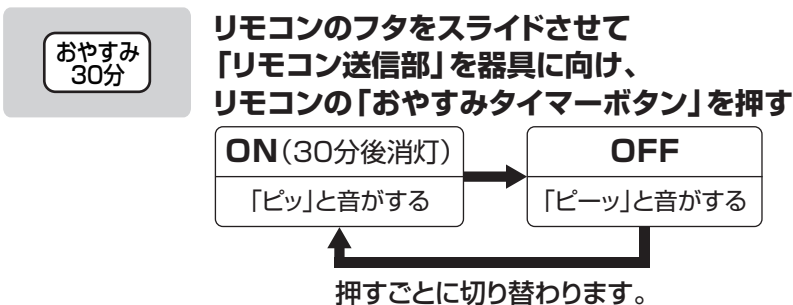 おやすみ
30分
リモコンのフタをスライドさせて
「リモコン送信部」を器具に向け、
リモコンの「おやすみタイマーボタン」を押す
ON(30分後消灯)
「ピッ」と音がする
OFF
「ピーッ」と音がする
押すごとに切り替わります。